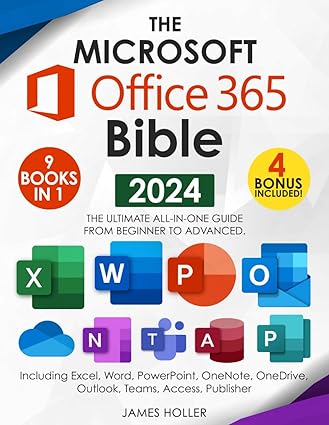 THE
MICROSOFT
Office 365
Bible
9
BOOKS
IN 1
2024
4
BONUS
INCLUDED!
THE ULTIMATE ALL-IN-ONE GUIDE
FROM BEGINNER TO ADVANCED.
X W P O
N T A P
Including Excel, Word, PowerPoint, OneNote, OneDrive,
Outlook, Teams, Access, Publisher
JAMES HOLLER